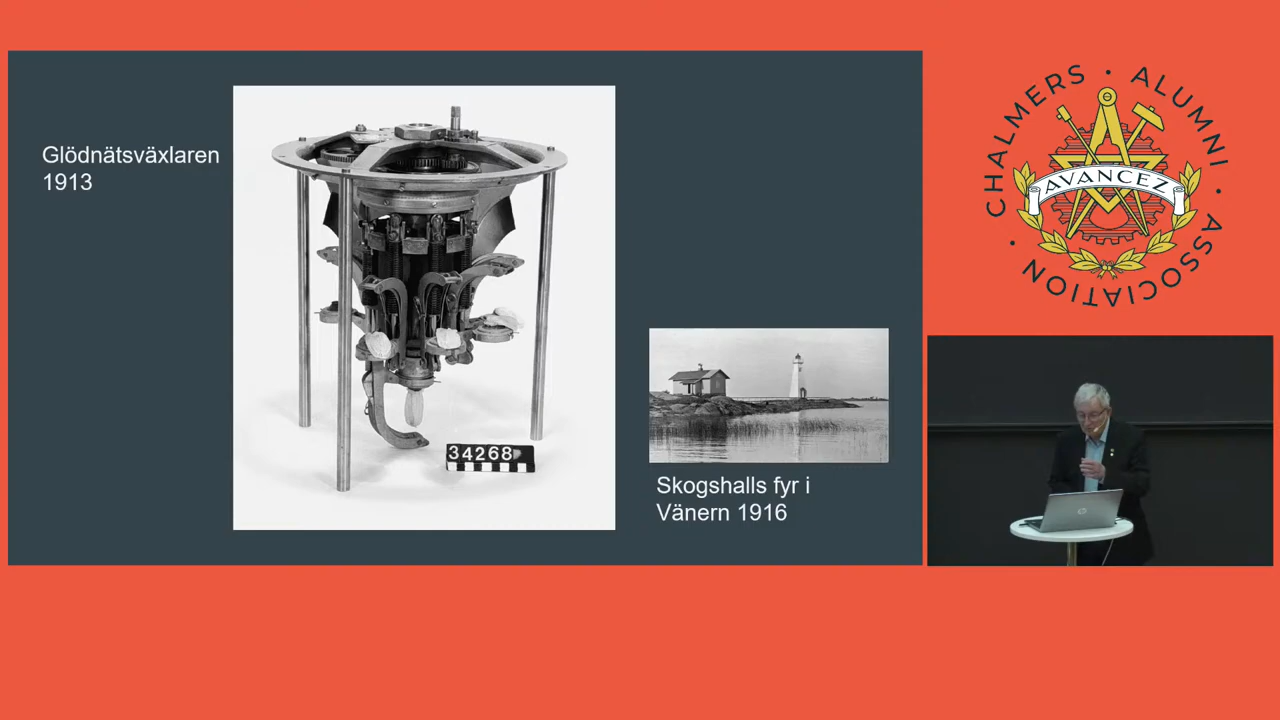 Glödnätsväxlaren
1913
34268
Skogshalls fyr i
Vänern 1916
CHALMERS • ALUMNI • ASSOCIATION •
AVANCEZ